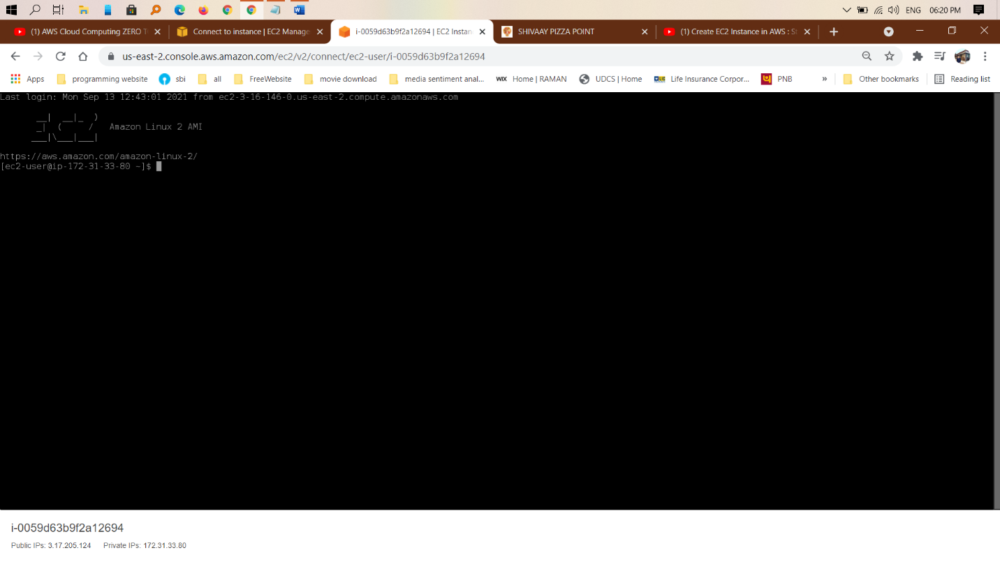 ENG 06:20 PM
(1) AWS Cloud Computing ZERO T
Connect to instance | EC2 Manage
i-0059d63b9f2a12694 | EC2 Instan
SHIVAAY PIZZA POINT
(1) Create EC2 Instance in AWS : St
us-east-2.console.aws.amazon.com/ec2/v2/connect/ec2-user/i-0059d63b9f2a12694
Apps programming website sbi all FreeWebsite movie download media sentiment anal... WIX Home | RAMAN UDCS | Home LIC Life Insurance Corpor... PNB » Other bookmarks Reading list
Last login: Mon Sep 13 12:43:01 2021 from ec2-3-16-146-0.us-east-2.compute.amazonaws.com
__| __|_ )
_| ( / Amazon Linux 2 AMI
___|\___|___|
https://aws.amazon.com/amazon-linux-2/
[ec2-user@ip-172-31-33-80 ~]$
i-0059d63b9f2a12694
Public IPs: 3.17.205.124 Private IPs: 172.31.33.80